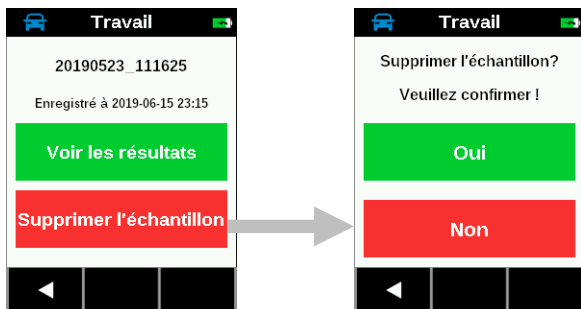 Travail
20190523_111625
Enregistré à 2019-06-15 23:15
Voir les résultats
Supprimer l'échantillon
Travail
Supprimer l'échantillon?
Veuillez confirmer !
Oui
Non